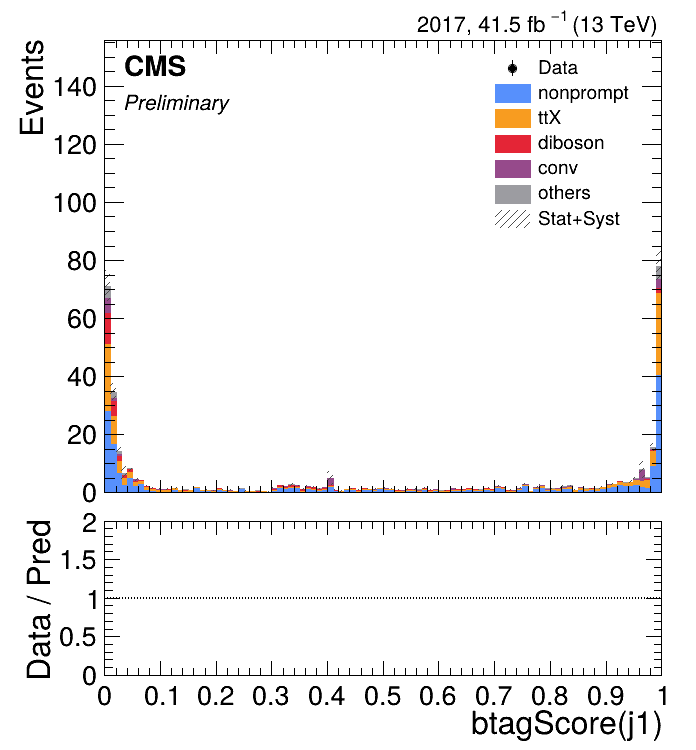 2017, 41.5 fb⁻¹ (13 TeV)
CMS
Preliminary
Events
140
120
100
80
60
40
20
0
Data
nonprompt
ttX
diboson
conv
others
Stat+Syst
Data / Pred
2
1.5
1
0.5
0
0 0.1 0.2 0.3 0.4 0.5 0.6 0.7 0.8 0.9 1
btagScore(j1)